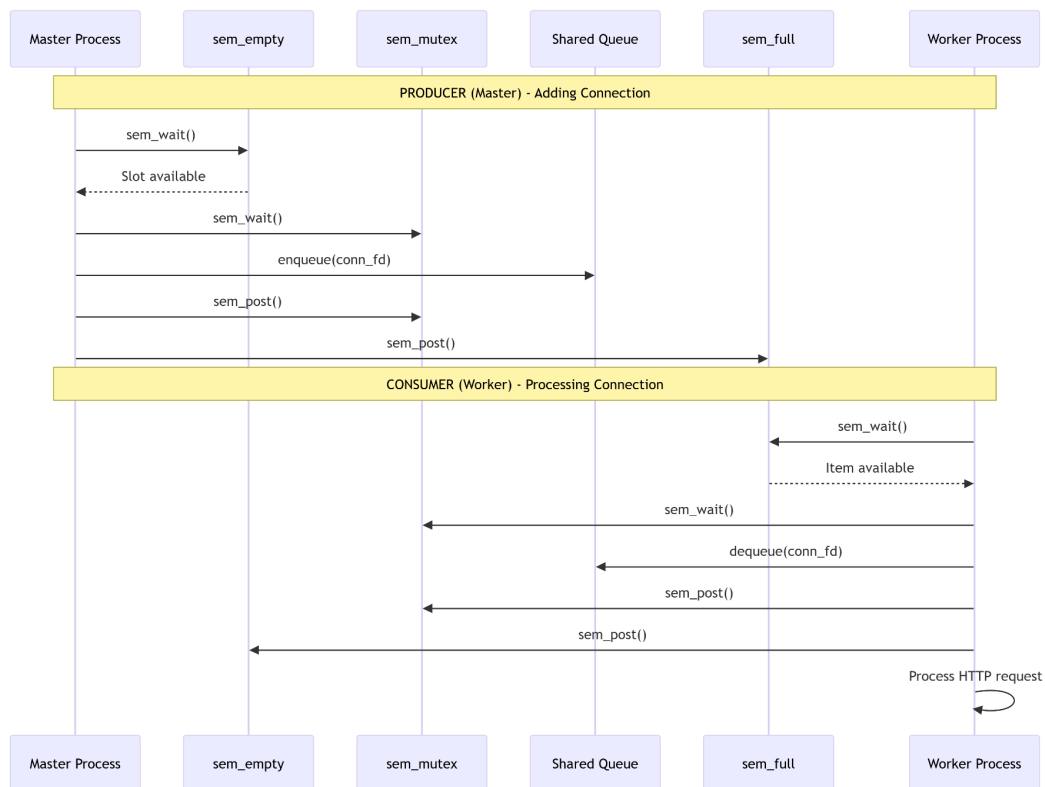 Master Process
sem_empty
sem_mutex
Shared Queue
sem_full
Worker Process
PRODUCER (Master) - Adding Connection
sem_wait()
Slot available
sem_wait()
enqueue(conn_fd)
sem_post()
sem_post()
CONSUMER (Worker) - Processing Connection
sem_wait()
Item available
sem_wait()
dequeue(conn_fd)
sem_post()
sem_post()
Process HTTP request
Master Process
sem_empty
sem_mutex
Shared Queue
sem_full
Worker Process